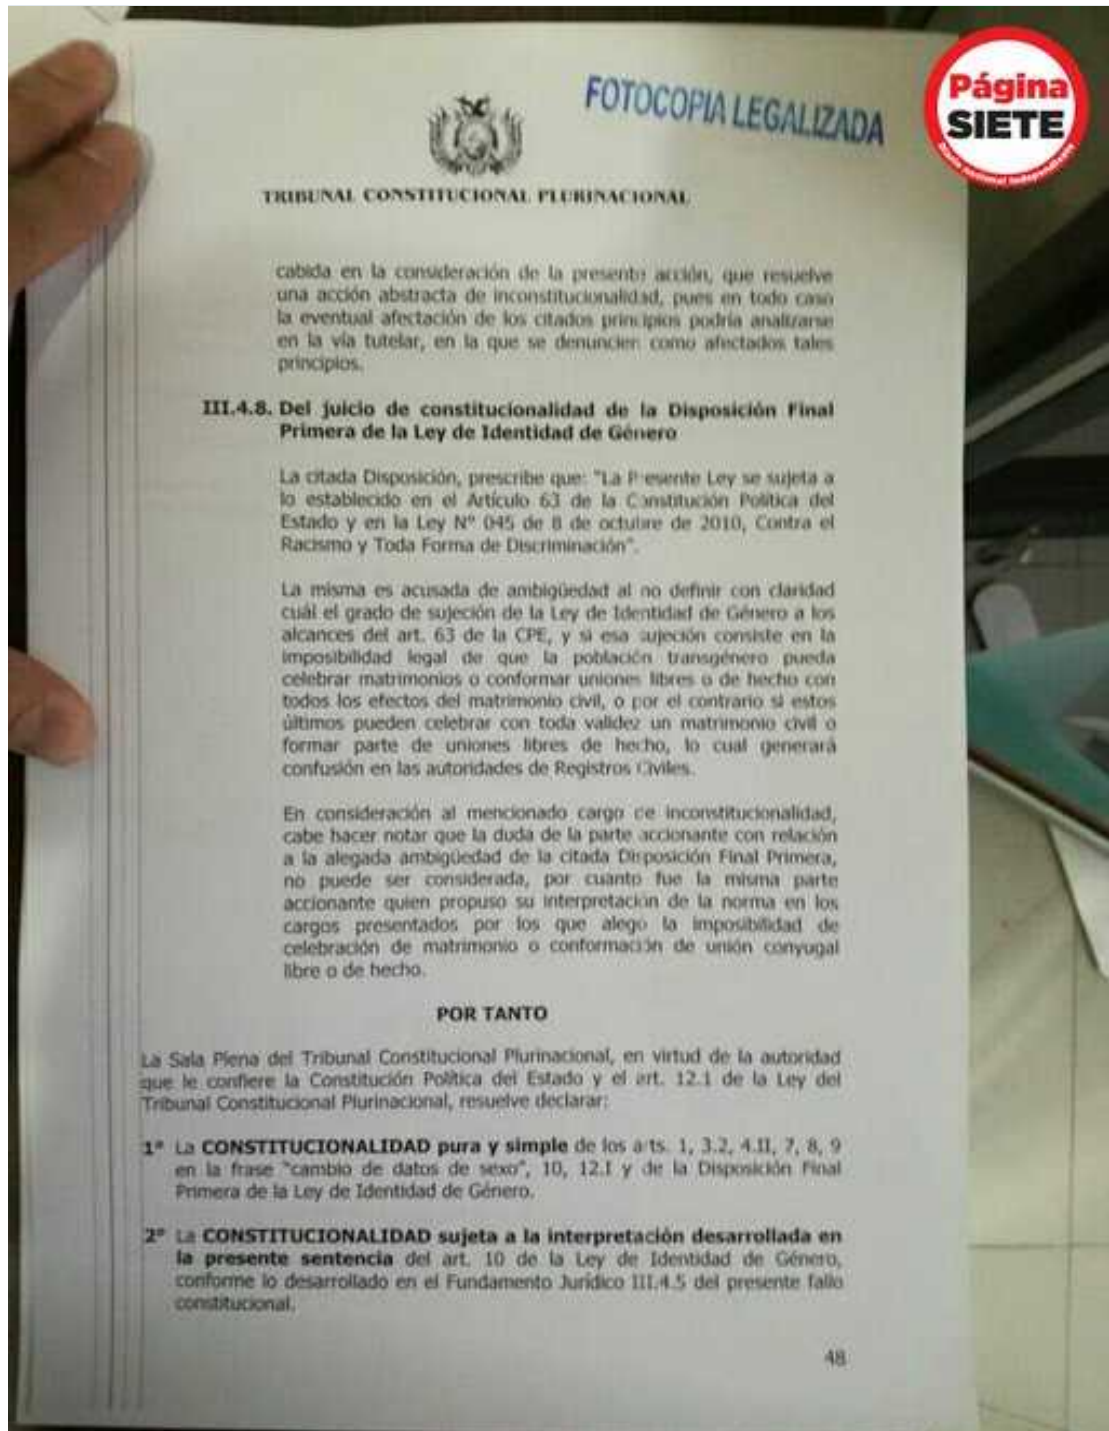 FOTOCOPIA LEGALIZADA
Página
SIETE
Diario nacional independiente
TRIBUNAL CONSTITUCIONAL PLURINACIONAL
cabida en la consideración de la presente acción, que resuelve
una acción abstracta de inconstitucionalidad, pues en todo caso
la eventual afectación de los citados principios podría analizarse
en la vía tutelar, en la que se denuncien como afectados tales
principios.
III.4.8. Del juicio de constitucionalidad de la Disposición Final
Primera de la Ley de Identidad de Género
La citada Disposición, prescribe que: "La Presente Ley se sujeta a
lo establecido en el Artículo 63 de la Constitución Política del
Estado y en la Ley Nº 045 de 8 de octubre de 2010, Contra el
Racismo y Toda Forma de Discriminación".
La misma es acusada de ambigüedad al no definir con claridad
cuál el grado de sujeción de la Ley de Identidad de Género a los
alcances del art. 63 de la CPE, y si esa sujeción consiste en la
imposibilidad legal de que la población transgénero pueda
celebrar matrimonios o conformar uniones libres o de hecho con
todos los efectos del matrimonio civil, o por el contrario si estos
últimos pueden celebrar con toda validez un matrimonio civil o
formar parte de uniones libres de hecho, lo cual generará
confusión en las autoridades de Registros Civiles.
En consideración al mencionado cargo de inconstitucionalidad,
cabe hacer notar que la duda de la parte accionante con relación
a la alegada ambigüedad de la citada Disposición Final Primera,
no puede ser considerada, por cuanto fue la misma parte
accionante quien propuso su interpretación de la norma en los
cargos presentados por los que alego la imposibilidad de
celebración de matrimonio o conformación de unión conyugal
libre o de hecho.
POR TANTO
La Sala Plena del Tribunal Constitucional Plurinacional, en virtud de la autoridad
que le confiere la Constitución Política del Estado y el art. 12.1 de la Ley del
Tribunal Constitucional Plurinacional, resuelve declarar:
1º La CONSTITUCIONALIDAD pura y simple de los arts. 1, 3.2, 4.II, 7, 8, 9
en la frase "cambio de datos de sexo", 10, 12.I y de la Disposición Final
Primera de la Ley de Identidad de Género.
2º La CONSTITUCIONALIDAD sujeta a la interpretación desarrollada en
la presente sentencia del art. 10 de la Ley de Identidad de Género,
conforme lo desarrollado en el Fundamento Jurídico III.4.5 del presente fallo
constitucional.
48